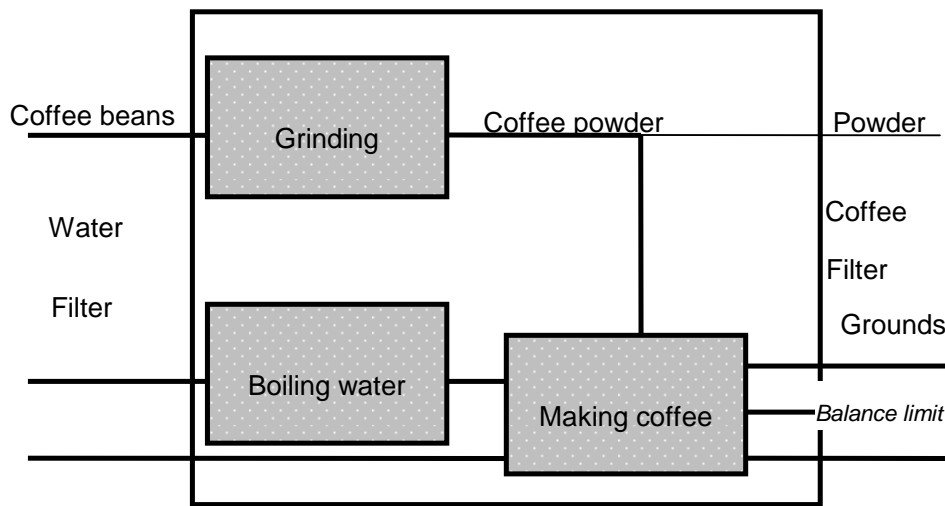 Coffee beans
Grinding
Coffee powder
Powder
Water
Coffee
Filter
Filter
Grounds
Boiling water
Making coffee
Balance limit